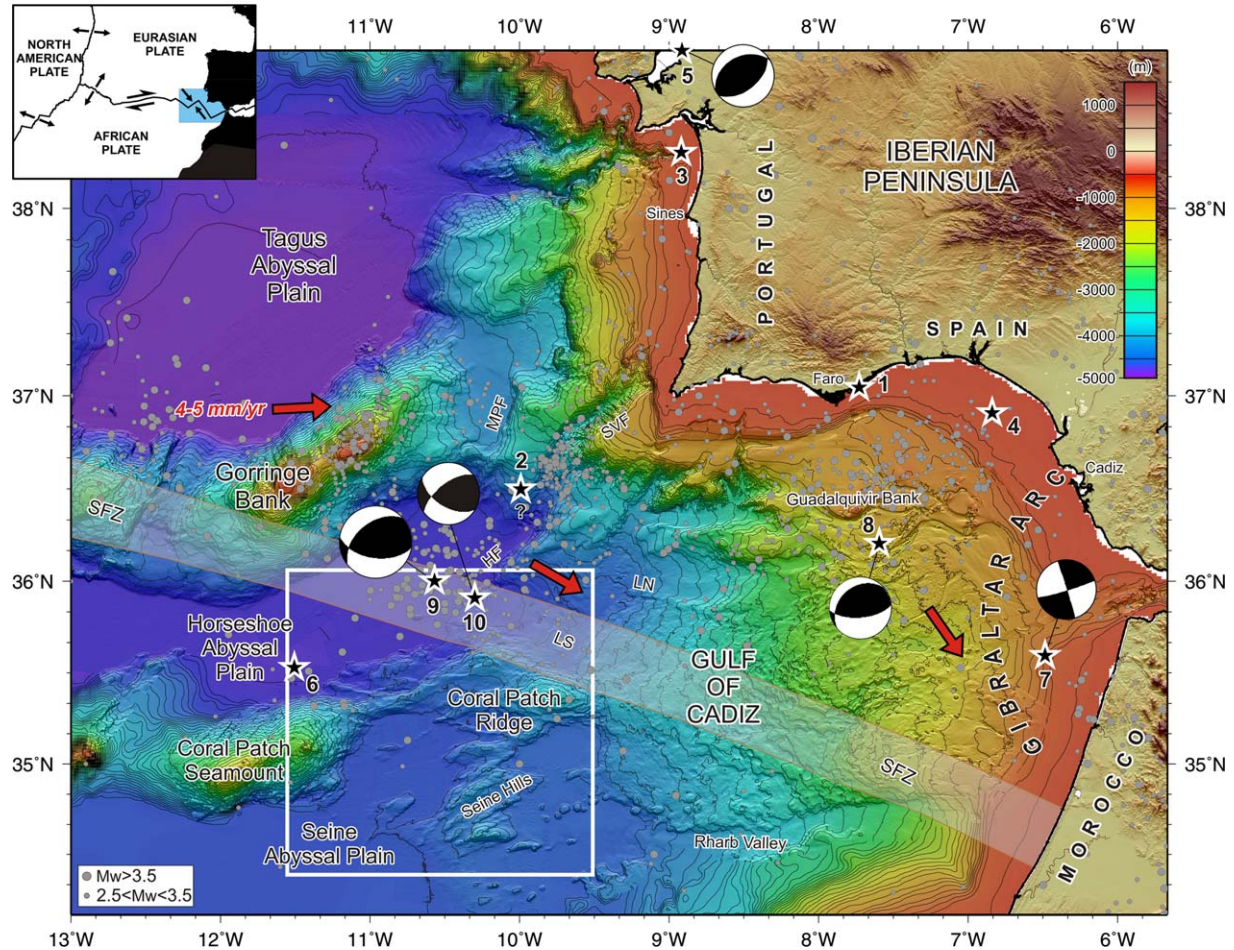 11°W
10°W
9°W
8°W
7°W
6°W
NORTH
AMERICAN
PLATE
EURASIAN
PLATE
AFRICAN
PLATE
5
(m)
1000
0
-1000
-2000
-3000
-4000
-5000
3
Sines
PORTUGAL
IBERIAN
PENINSULA
38°N
38°N
Tagus
Abyssal
Plain
SPAIN
Faro
1
4
37°N
37°N
4-5 mm/yr
MPF
SVF
Cadiz
Gorringe
Bank
2
?
Guadalquivir Bank
8
SFZ
HF
GIBRALTAR ARC
36°N
36°N
9
10
LN
LS
Horseshoe
Abyssal
Plain
6
GULF
OF
CADIZ
7
Coral Patch
Ridge
Coral Patch
Seamount
SFZ
35°N
35°N
Seine Hills
Seine
Abyssal Plain
Rharb Valley
MOROCCO
Mw>3.5
2.5<Mw<3.5
13°W
12°W
11°W
10°W
9°W
8°W
7°W
6°W